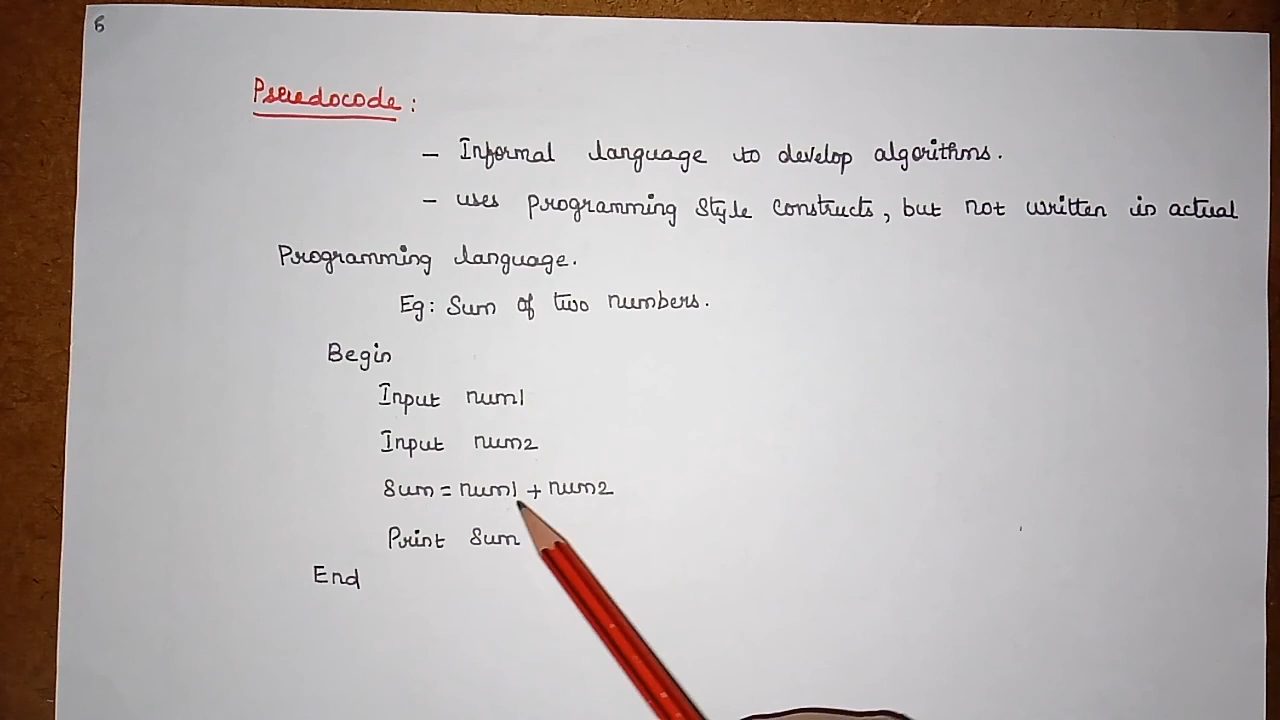 6
Pseudocode:
- Informal language to develop algorithms.
- uses programming style constructs, but not written in actual
Programming language.
Eg: Sum of two numbers.
Begin
Input num1
Input num2
Sum = num1 + num2
Print Sum
End